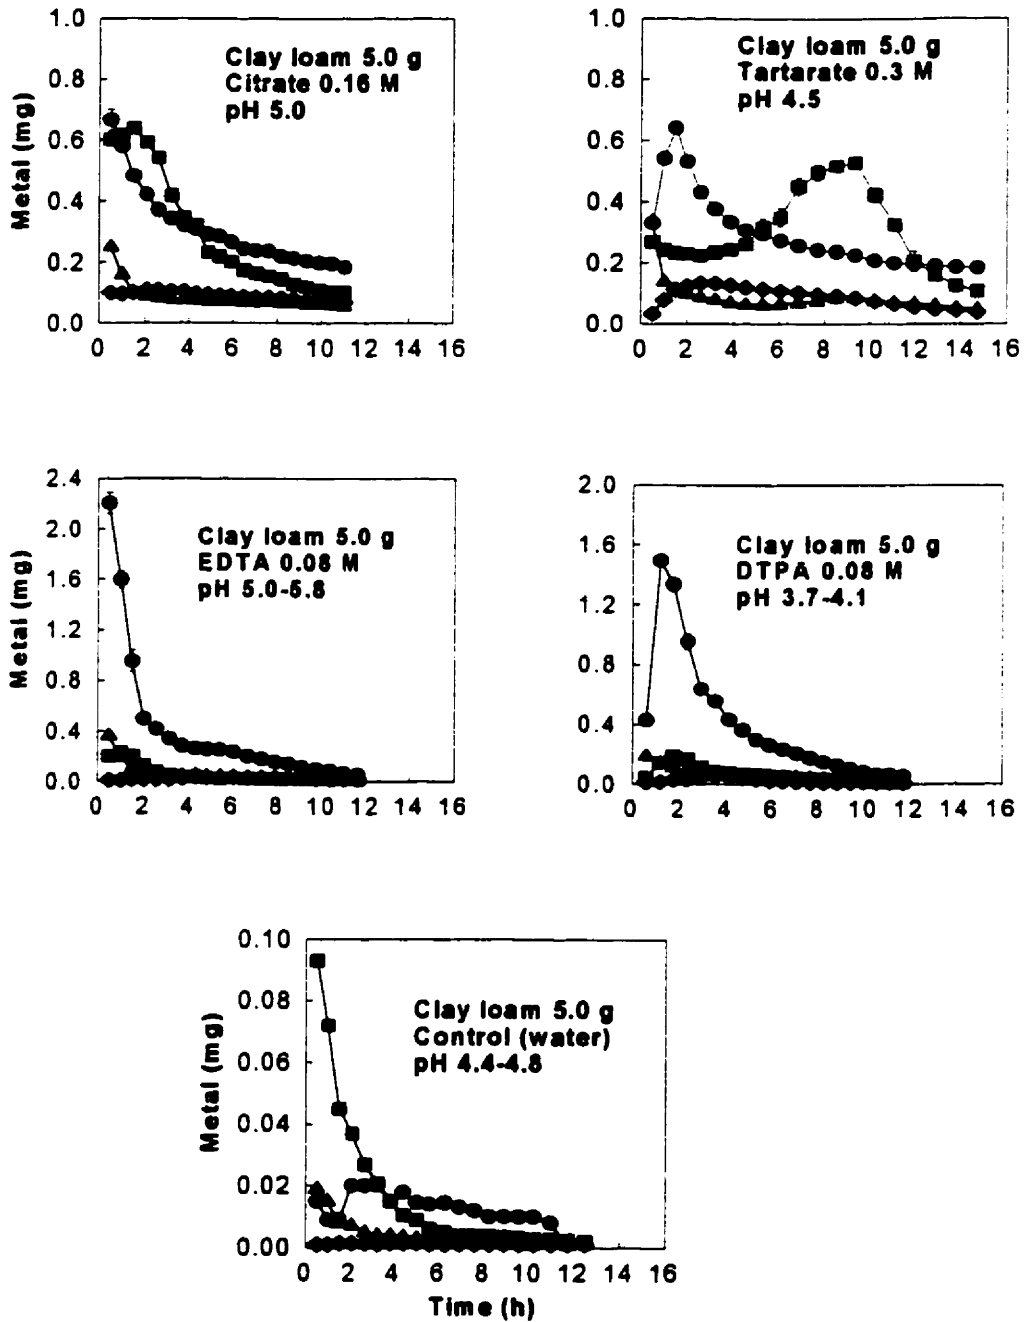 1.0
0.8
0.6
0.4
0.2
0.0
Metal (mg)
Clay loam 5.0 g
Citrate 0.16 M
pH 5.0
0 2 4 6 8 10 12 14 16
1.0
0.8
0.6
0.4
0.2
0.0
Clay loam 5.0 g
Tartarate 0.3 M
pH 4.5
0 2 4 6 8 10 12 14 16
2.4
2.0
1.6
1.2
0.8
0.4
0.0
Metal (mg)
Clay loam 5.0 g
EDTA 0.08 M
pH 5.0-5.8
0 2 4 6 8 10 12 14 16
2.0
1.6
1.2
0.8
0.4
0.0
Clay loam 5.0 g
DTPA 0.08 M
pH 3.7-4.1
0 2 4 6 8 10 12 14 16
0.10
0.08
0.06
0.04
0.02
0.00
Metal (mg)
Clay loam 5.0 g
Control (water)
pH 4.4-4.8
0 2 4 6 8 10 12 14 16
Time (h)